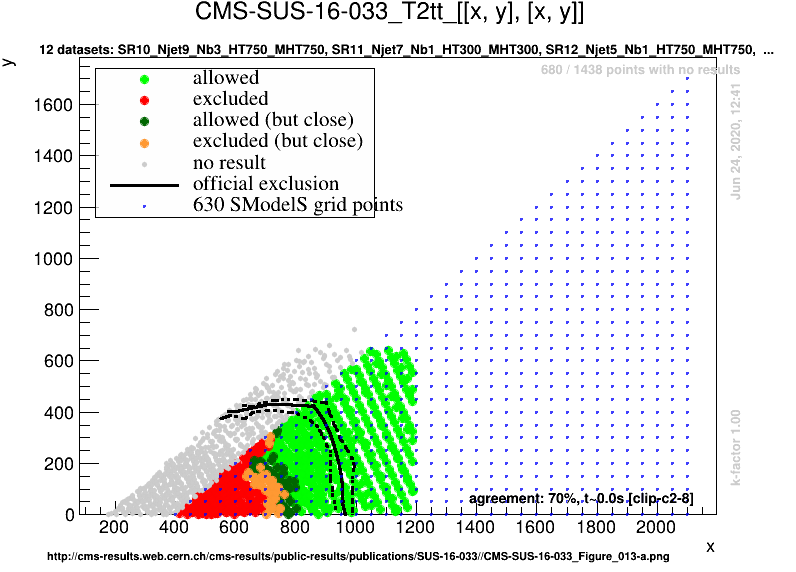 CMS-SUS-16-033_T2tt_[[x, y], [x, y]]
12 datasets: SR10_Njet9_Nb3_HT750_MHT750, SR11_Njet7_Nb1_HT300_MHT300, SR12_Njet5_Nb1_HT750_MHT750, ...
y
680 / 1438 points with no results
allowed
excluded
allowed (but close)
excluded (but close)
no result
official exclusion
630 SModelS grid points
Jun 24, 2020, 12:41
k-factor 1.00
1600
1400
1200
1000
800
600
400
200
0
agreement: 70%, t~0.0s [clip-c2-8]
200 400 600 800 1000 1200 1400 1600 1800 2000
x
http://cms-results.web.cern.ch/cms-results/public-results/publications/SUS-16-033//CMS-SUS-16-033_Figure_013-a.png